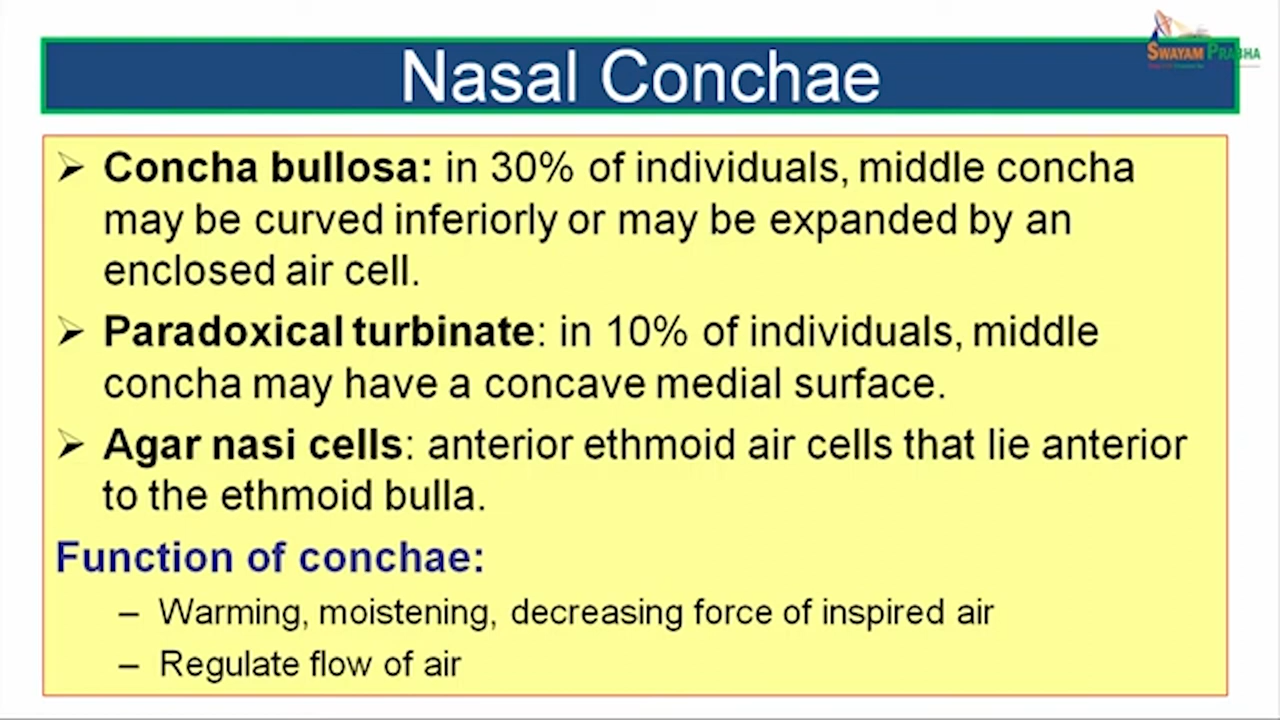 SWAYAM PRABHA
Nasal Conchae
➢ Concha bullosa: in 30% of individuals, middle concha
may be curved inferiorly or may be expanded by an
enclosed air cell.
➢ Paradoxical turbinate: in 10% of individuals, middle
concha may have a concave medial surface.
➢ Agar nasi cells: anterior ethmoid air cells that lie anterior
to the ethmoid bulla.
Function of conchae:
– Warming, moistening, decreasing force of inspired air
– Regulate flow of air